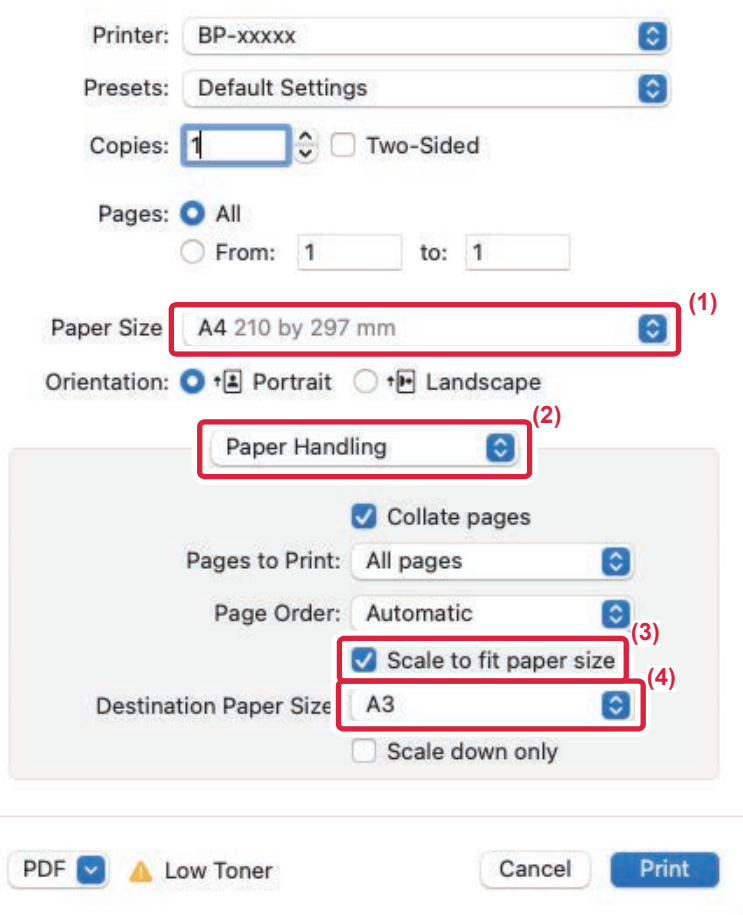 Printer: BP-xxxxx
Presets: Default Settings
Copies: 1 Two-Sided
Pages: All
From: 1 to: 1
(1)
Paper Size A4 210 by 297 mm
Orientation: Portrait Landscape
(2)
Paper Handling
Collate pages
Pages to Print: All pages
Page Order: Automatic
(3)
Scale to fit paper size
(4)
Destination Paper Size A3
Scale down only
PDF Low Toner Cancel Print